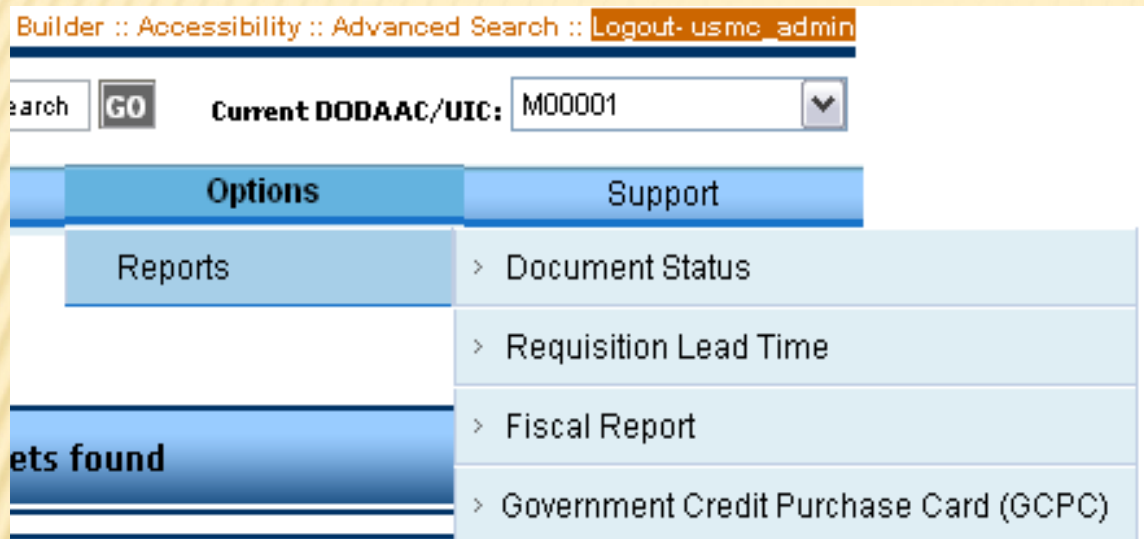 Builder :: Accessibility :: Advanced Search :: Logout- usmc_admin
earch GO Current DODAAC/UIC: M00001
Options Support
Reports > Document Status
> Requisition Lead Time
> Fiscal Report
ets found
> Government Credit Purchase Card (GCPC)